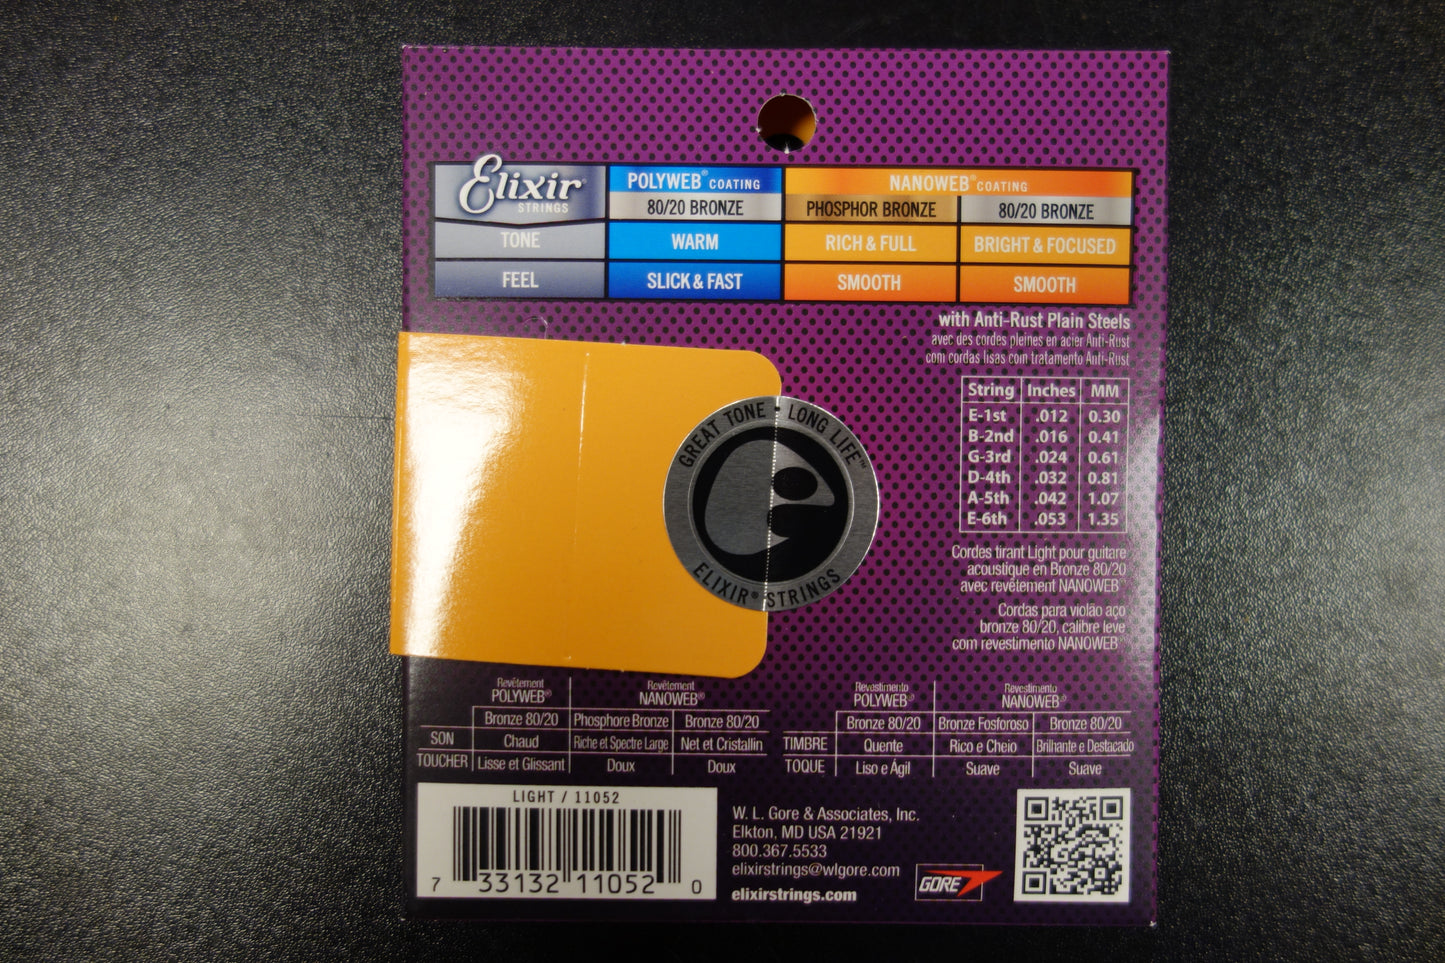 Elixir®
STRINGS
POLYWEB® COATING
NANOWEB® COATING
80/20 BRONZE
PHOSPHOR BRONZE
80/20 BRONZE
TONE
WARM
RICH & FULL
BRIGHT & FOCUSED
FEEL
SLICK & FAST
SMOOTH
SMOOTH
with Anti-Rust Plain Steels
avec des cordes pleines en acier Anti-Rust
com cordas lisas com tratamento Anti-Rust
String Inches MM
E-1st .012 0.30
B-2nd .016 0.41
G-3rd .024 0.61
D-4th .032 0.81
A-5th .042 1.07
E-6th .053 1.35
GREAT TONE • LONG LIFE™
ELIXIR® STRINGS
Cordes tirant Light pour guitare
acoustique en Bronze 80/20
avec revêtement NANOWEB®
Cordas para violão aço
bronze 80/20, calibre leve
com revestimento NANOWEB®
Revêtement
POLYWEB®
Revêtement
NANOWEB®
Bronze 80/20 Phosphore Bronze Bronze 80/20
SON Chaud Riche et Spectre Large Net et Cristallin
TOUCHER Lisse et Glissant Doux Doux
Revestimento
POLYWEB®
Revestimento
NANOWEB®
Bronze 80/20 Bronze Fosforoso Bronze 80/20
TIMBRE Quente Rico e Cheio Brilhante e Destacado
TOQUE Liso e Ágil Suave Suave
LIGHT / 11052
7 33132 11052 0
W. L. Gore & Associates, Inc.
Elkton, MD USA 21921
800.367.5533
elixirstrings@wlgore.com
elixirstrings.com
GORE